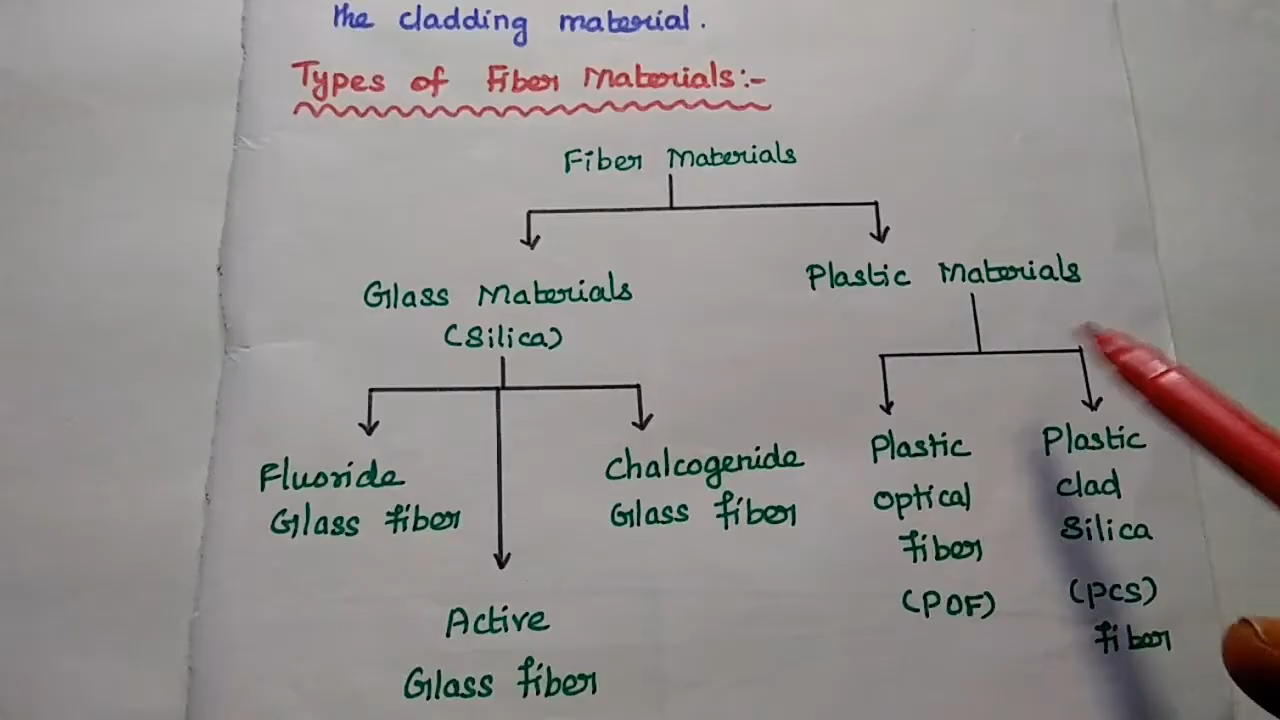 the cladding material.
Types of Fiber Materials:-
Fiber Materials
Glass Materials
(Silica)
Plastic Materials
Fluoride
Glass fiber
Active
Glass fiber
Chalcogenide
Glass fiber
Plastic
optical
fiber
(POF)
Plastic
clad
Silica
(PCS)
fiber